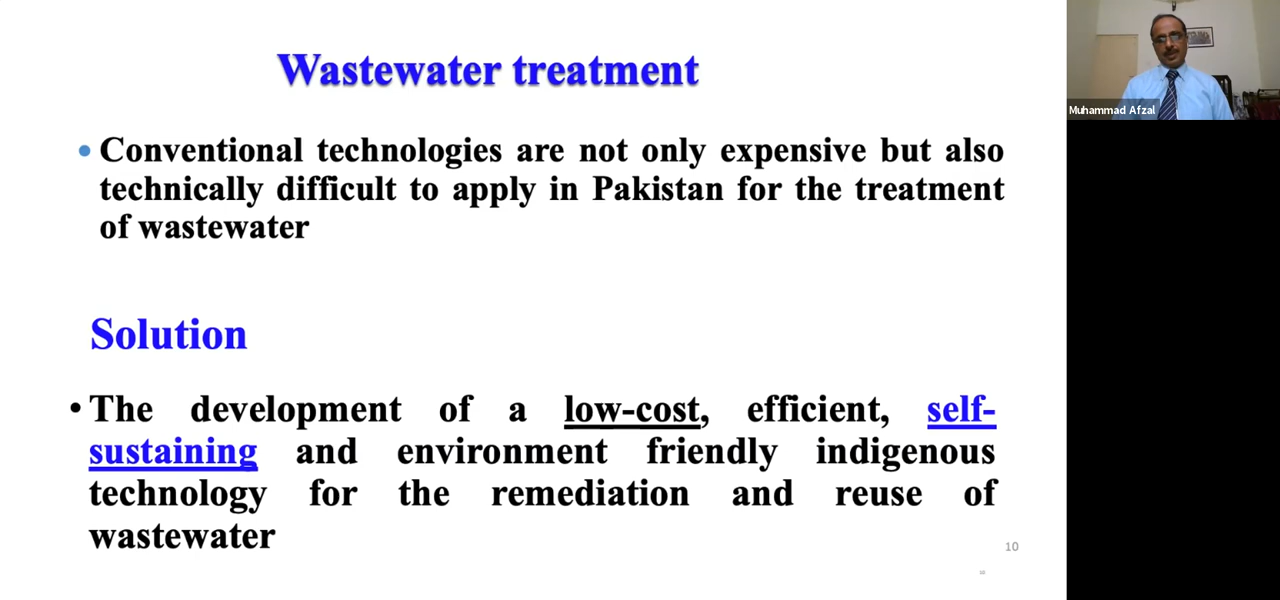 Wastewater treatment
• Conventional technologies are not only expensive but also
technically difficult to apply in Pakistan for the treatment
of wastewater
Solution
• The development of a low-cost, efficient, self-
sustaining and environment friendly indigenous
technology for the remediation and reuse of
wastewater
10
Muhammad Afzal